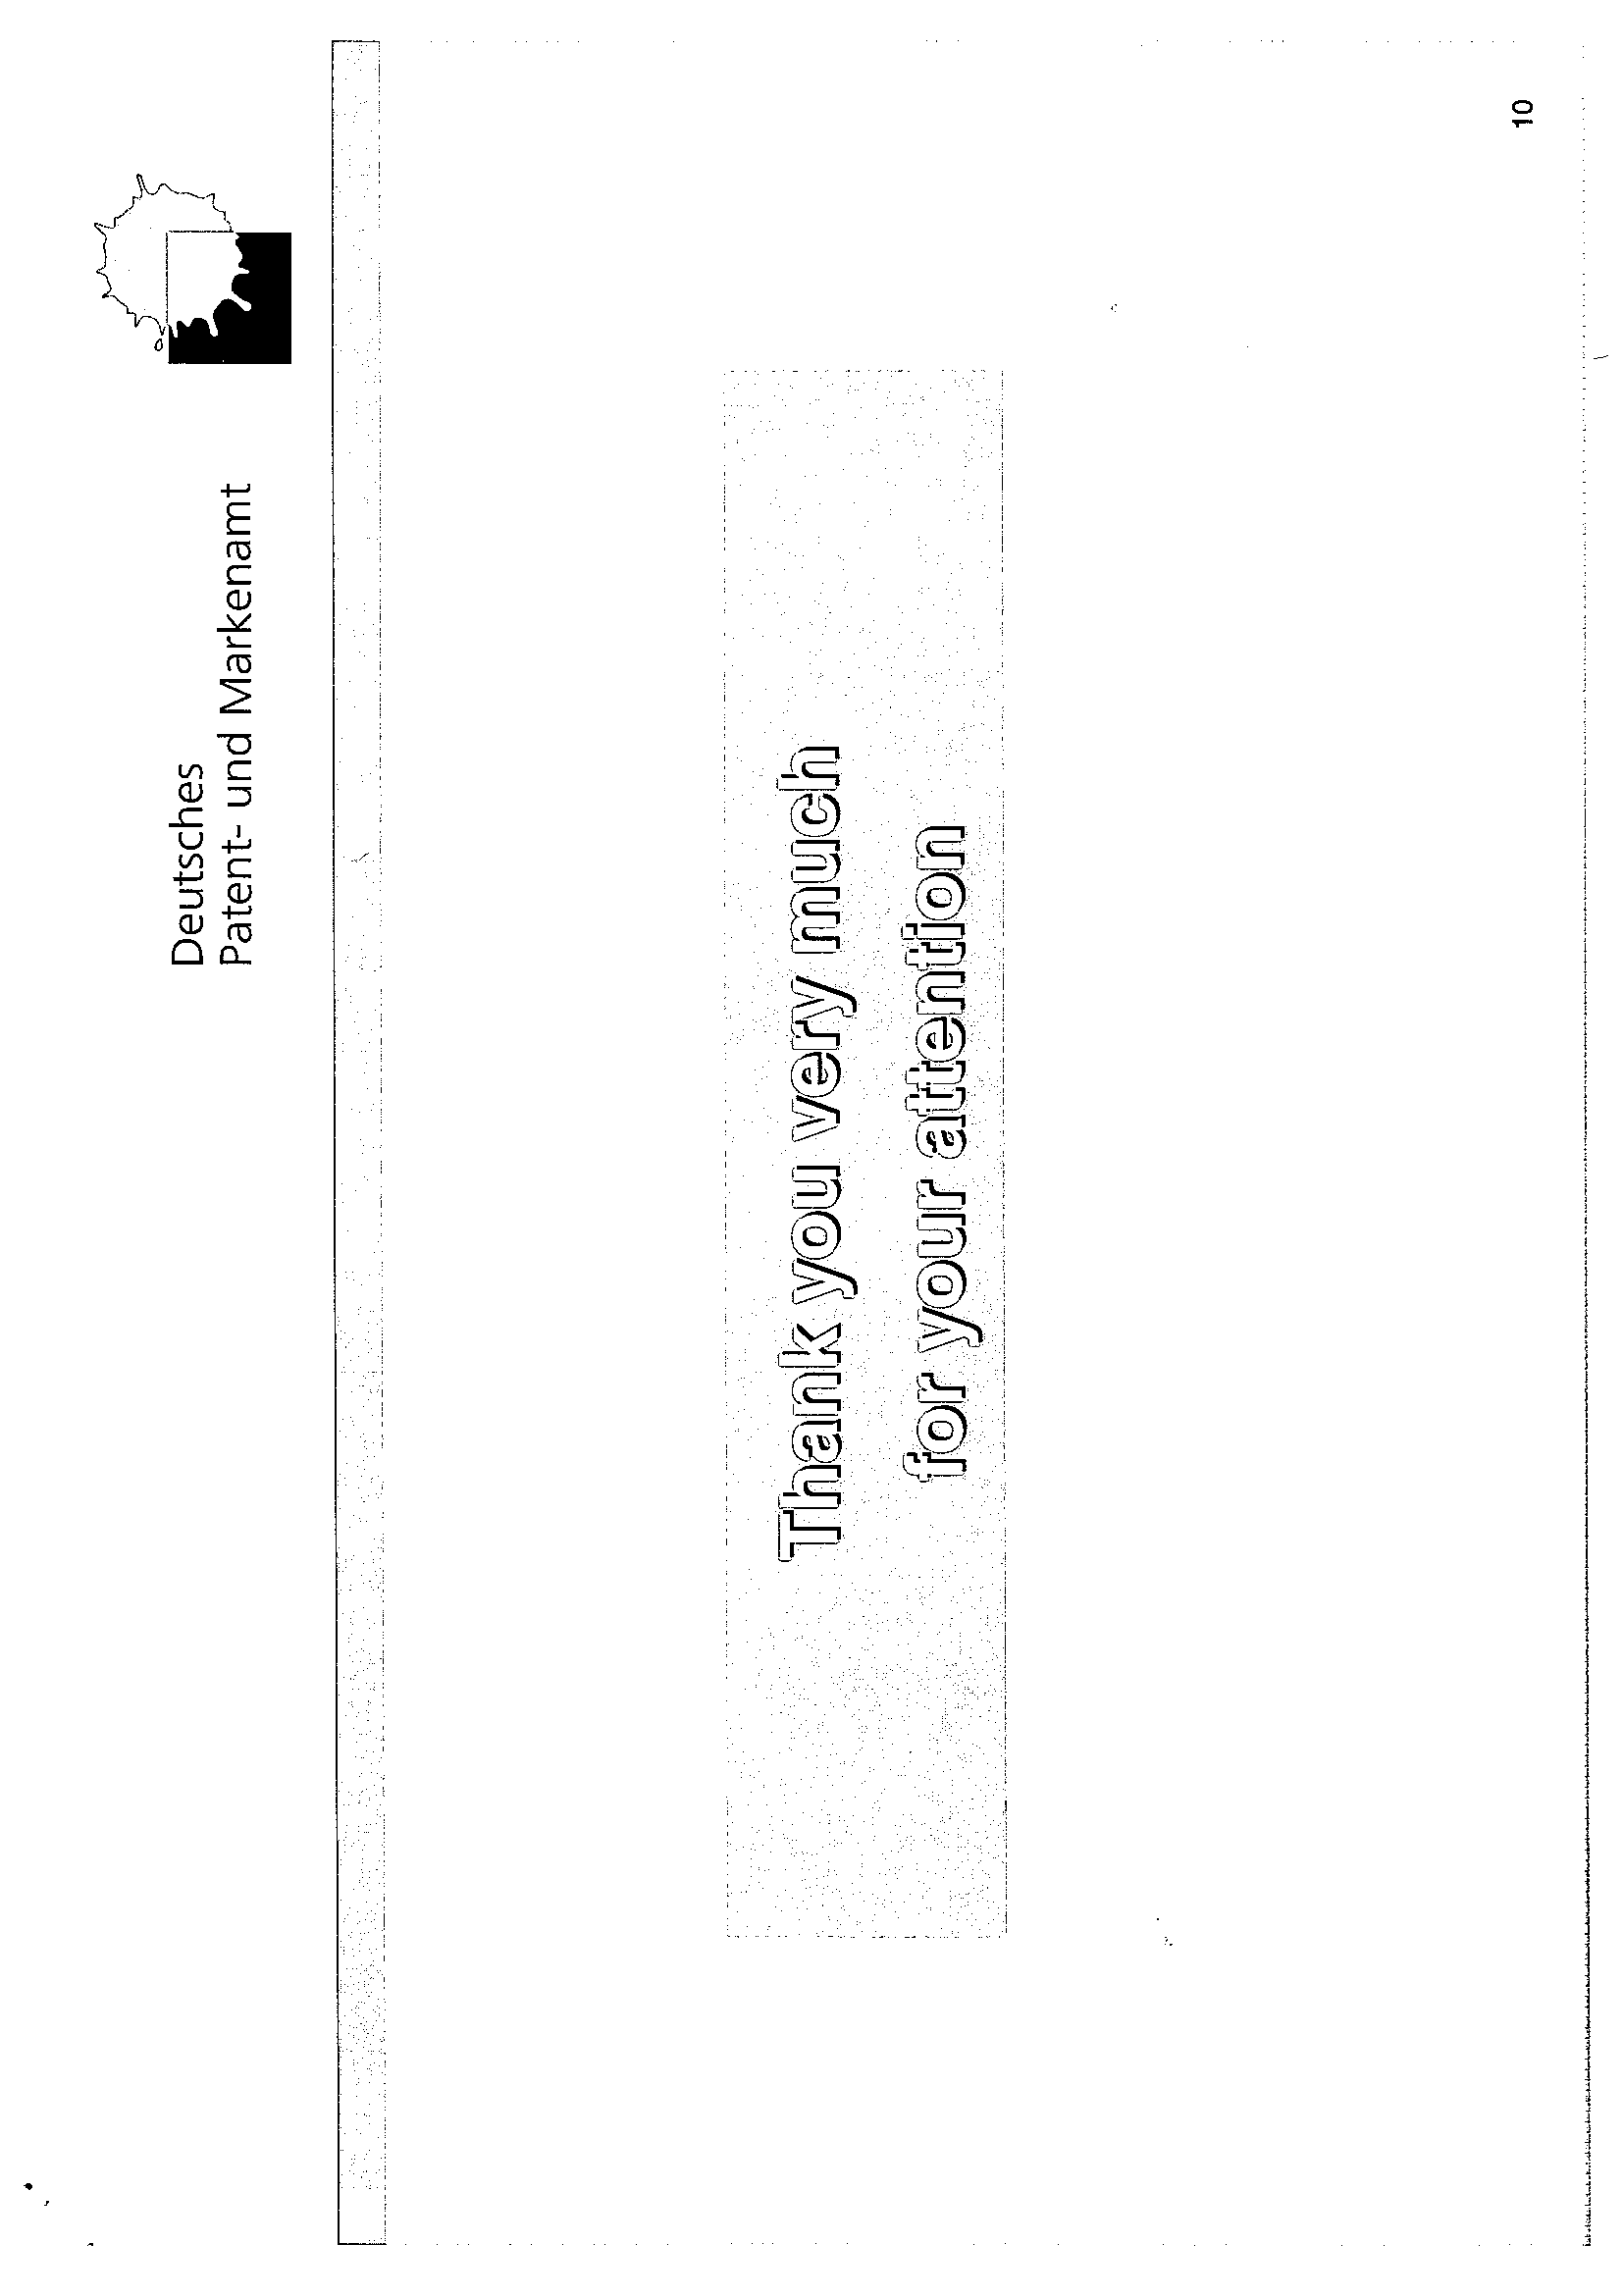 Deutsches
Patent- und Markenamt
Thank you very much
for your attention
10